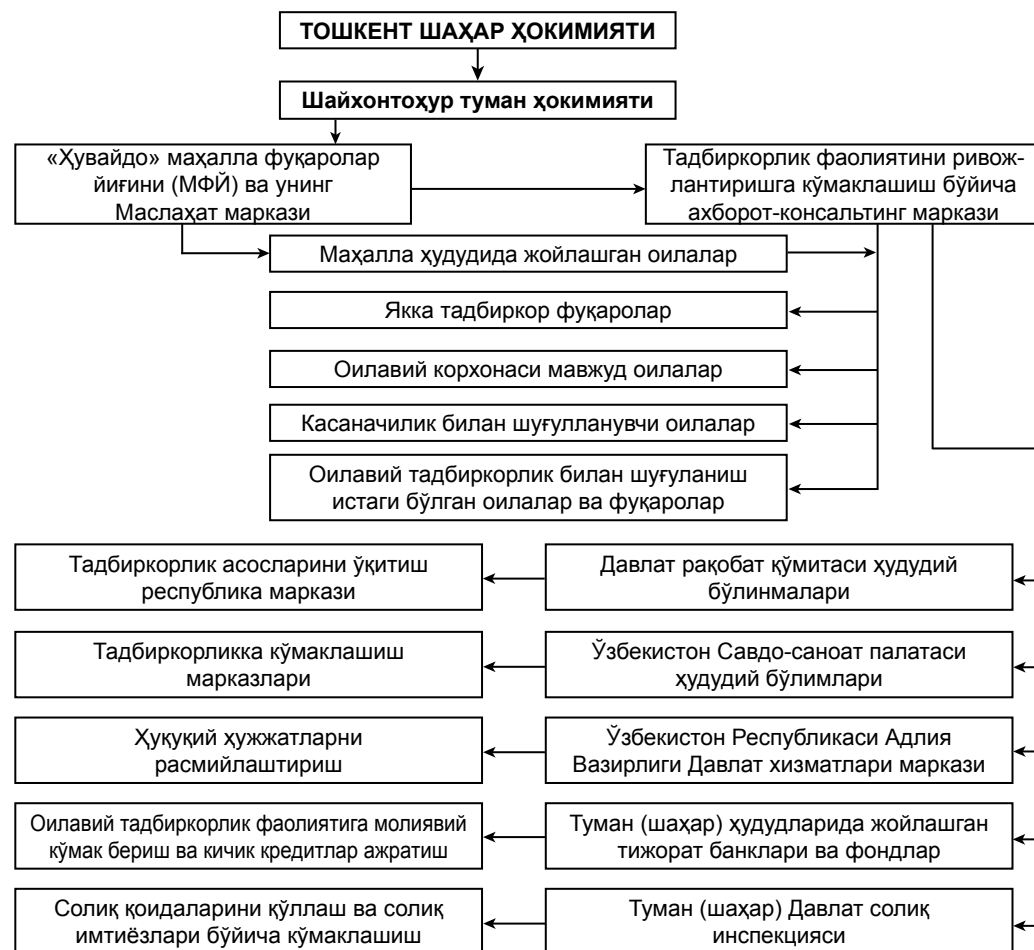 ТОШКЕНТ ШАҲАР ҲОКИМИЯТИ
Шайхонтоҳур туман ҳокимияти
«Ҳувайдо» маҳалла фуқаролар
йиғини (МФЙ) ва унинг
Маслаҳат маркази
Тадбиркорлик фаолиятини ривож-
лантиришга кўмаклашиш бўйича
ахборот-консальтинг маркази
Маҳалла ҳудудида жойлашган оилалар
Якка тадбиркор фуқаролар
Оилавий корхонаси мавжуд оилалар
Касаначилик билан шуғулланувчи оилалар
Оилавий тадбиркорлик билан шуғуланиш
истаги бўлган оилалар ва фуқаролар
Тадбиркорлик асосларини ўқитиш
республика маркази
Давлат рақобат қўмитаси ҳудудий
бўлинмалари
Тадбиркорликка кўмаклашиш
марказлари
Ўзбекистон Савдо-саноат палатаси
ҳудудий бўлимлари
Ҳуқуқий ҳужжатларни
расмийлаштириш
Ўзбекистон Республикаси Адлия
Вазирлиги Давлат хизматлари маркази
Оилавий тадбиркорлик фаолиятига молиявий
кўмак бериш ва кичик кредитлар ажратиш
Туман (шаҳар) ҳудудларида жойлашган
тижорат банклари ва фондлар
Солиқ қоидаларини қўллаш ва солиқ
имтиёзлари бўйича кўмаклашиш
Туман (шаҳар) Давлат солиқ
инспекцияси